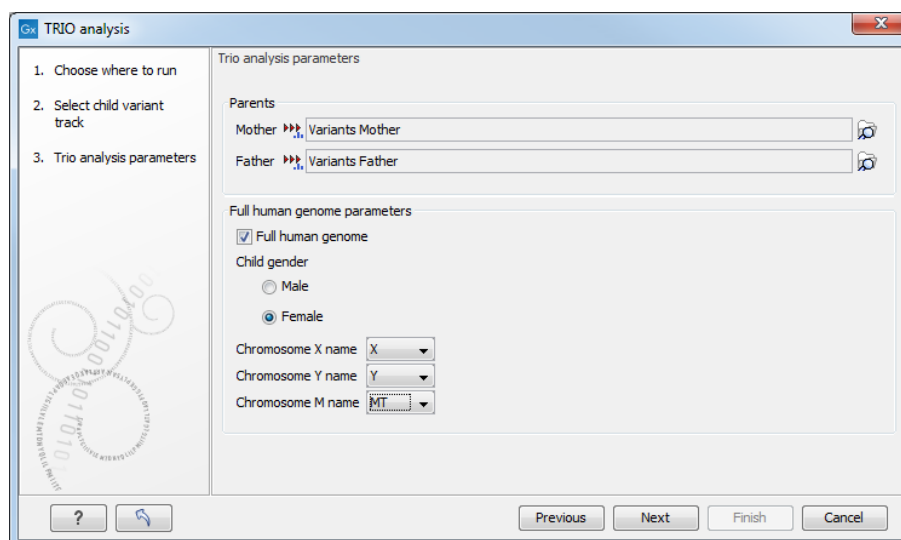 Gx TRIO analysis
X
1. Choose where to run
2. Select child variant
track
3. Trio analysis parameters
Trio analysis parameters
Parents
Mother Variants Mother
Father Variants Father
Full human genome parameters
Full human genome
Child gender
Male
Female
Chromosome X name X
Chromosome Y name Y
Chromosome M name MT
? Previous Next Finish Cancel